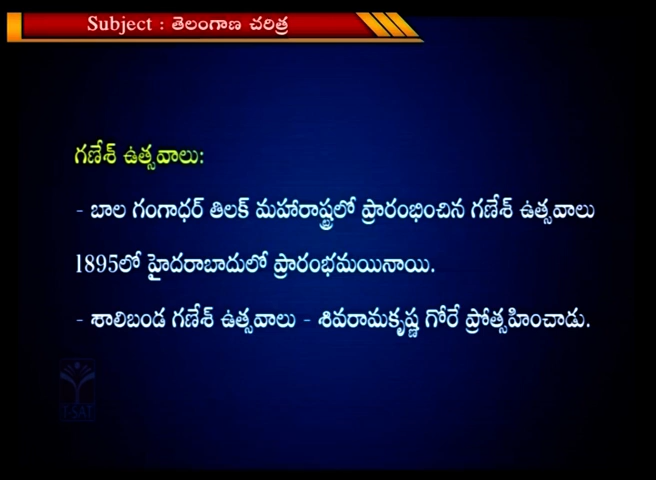 Subject : తెలంగాణ చరిత్ర
గణేశ్ ఉత్సవాలు:
- బాల గంగాధర్ తిలక్ మహారాష్ట్రలో ప్రారంభించిన గణేశ్ ఉత్సవాలు
1895లో హైదరాబాదులో ప్రారంభమయినాయి.
- శాలిబండ గణేశ్ ఉత్సవాలు - శివరామకృష్ణ గోరే ప్రోత్సహించాడు.
T-SAT